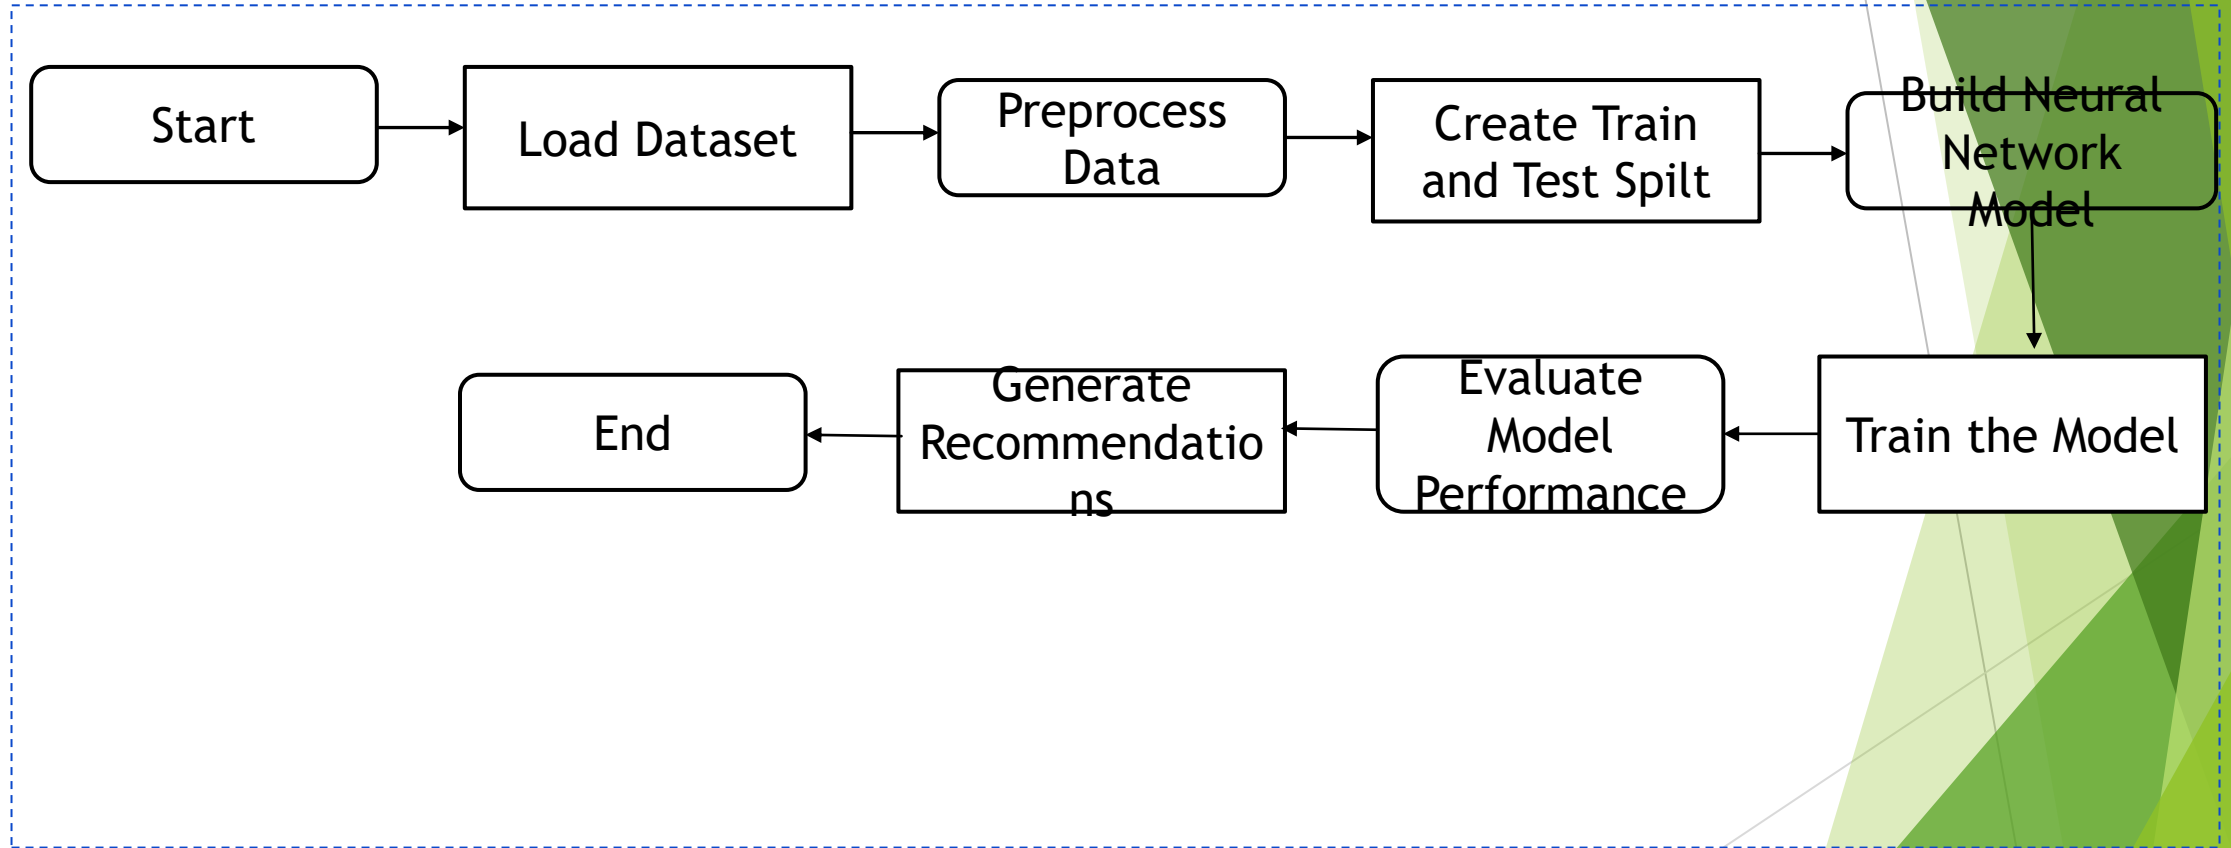 Start
Load Dataset
Preprocess
Data
Create Train
and Test Spilt
Build Neural
Network
Model
Train the Model
Evaluate
Model
Performance
Generate
Recommendatio
ns
End